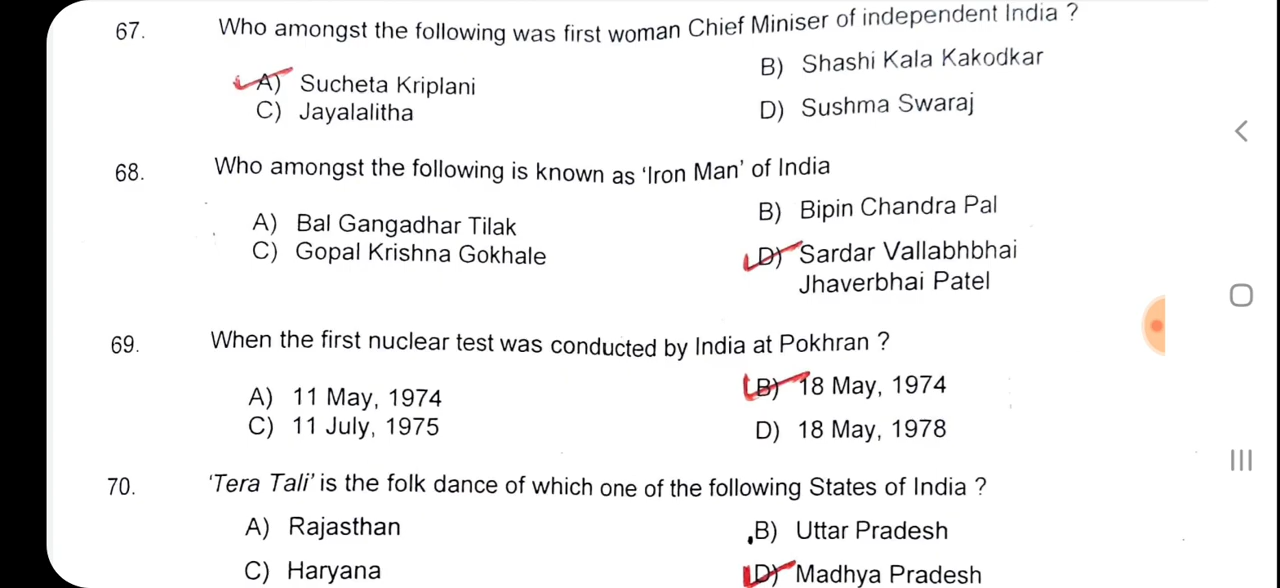 67. Who amongst the following was first woman Chief Miniser of independent India ?
A) Sucheta Kriplani B) Shashi Kala Kakodkar
C) Jayalalitha D) Sushma Swaraj
68. Who amongst the following is known as 'Iron Man' of India
A) Bal Gangadhar Tilak B) Bipin Chandra Pal
C) Gopal Krishna Gokhale D) Sardar Vallabhbhai
Jhaverbhai Patel
69. When the first nuclear test was conducted by India at Pokhran ?
A) 11 May, 1974 B) 18 May, 1974
C) 11 July, 1975 D) 18 May, 1978
70. 'Tera Tali' is the folk dance of which one of the following States of India ?
A) Rajasthan B) Uttar Pradesh
C) Haryana D) Madhya Pradesh